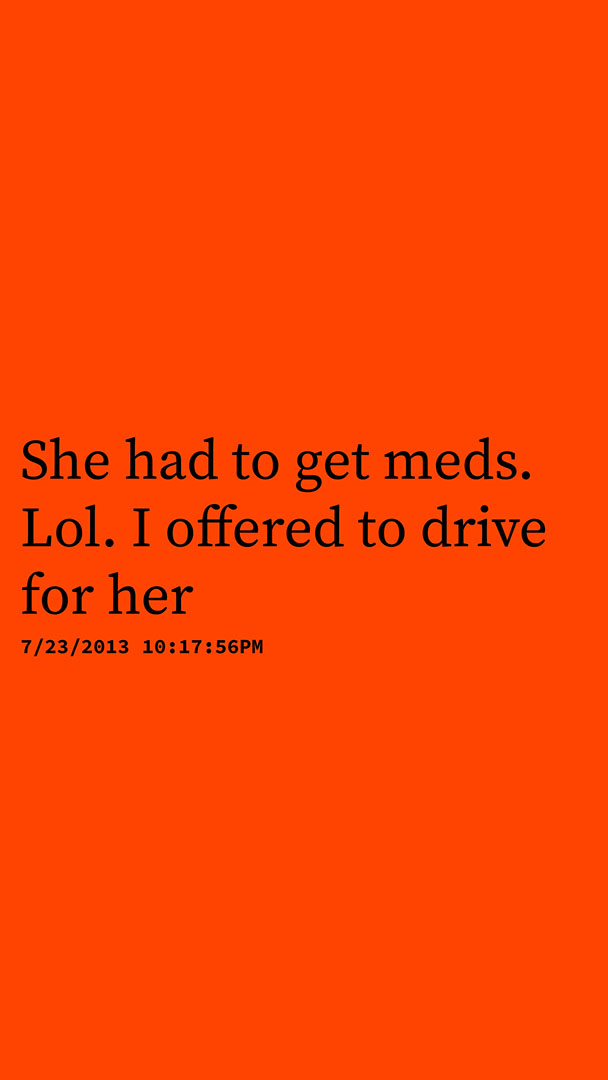 She had to get meds.
Lol. I offered to drive
for her
7/23/2013 10:17:56PM